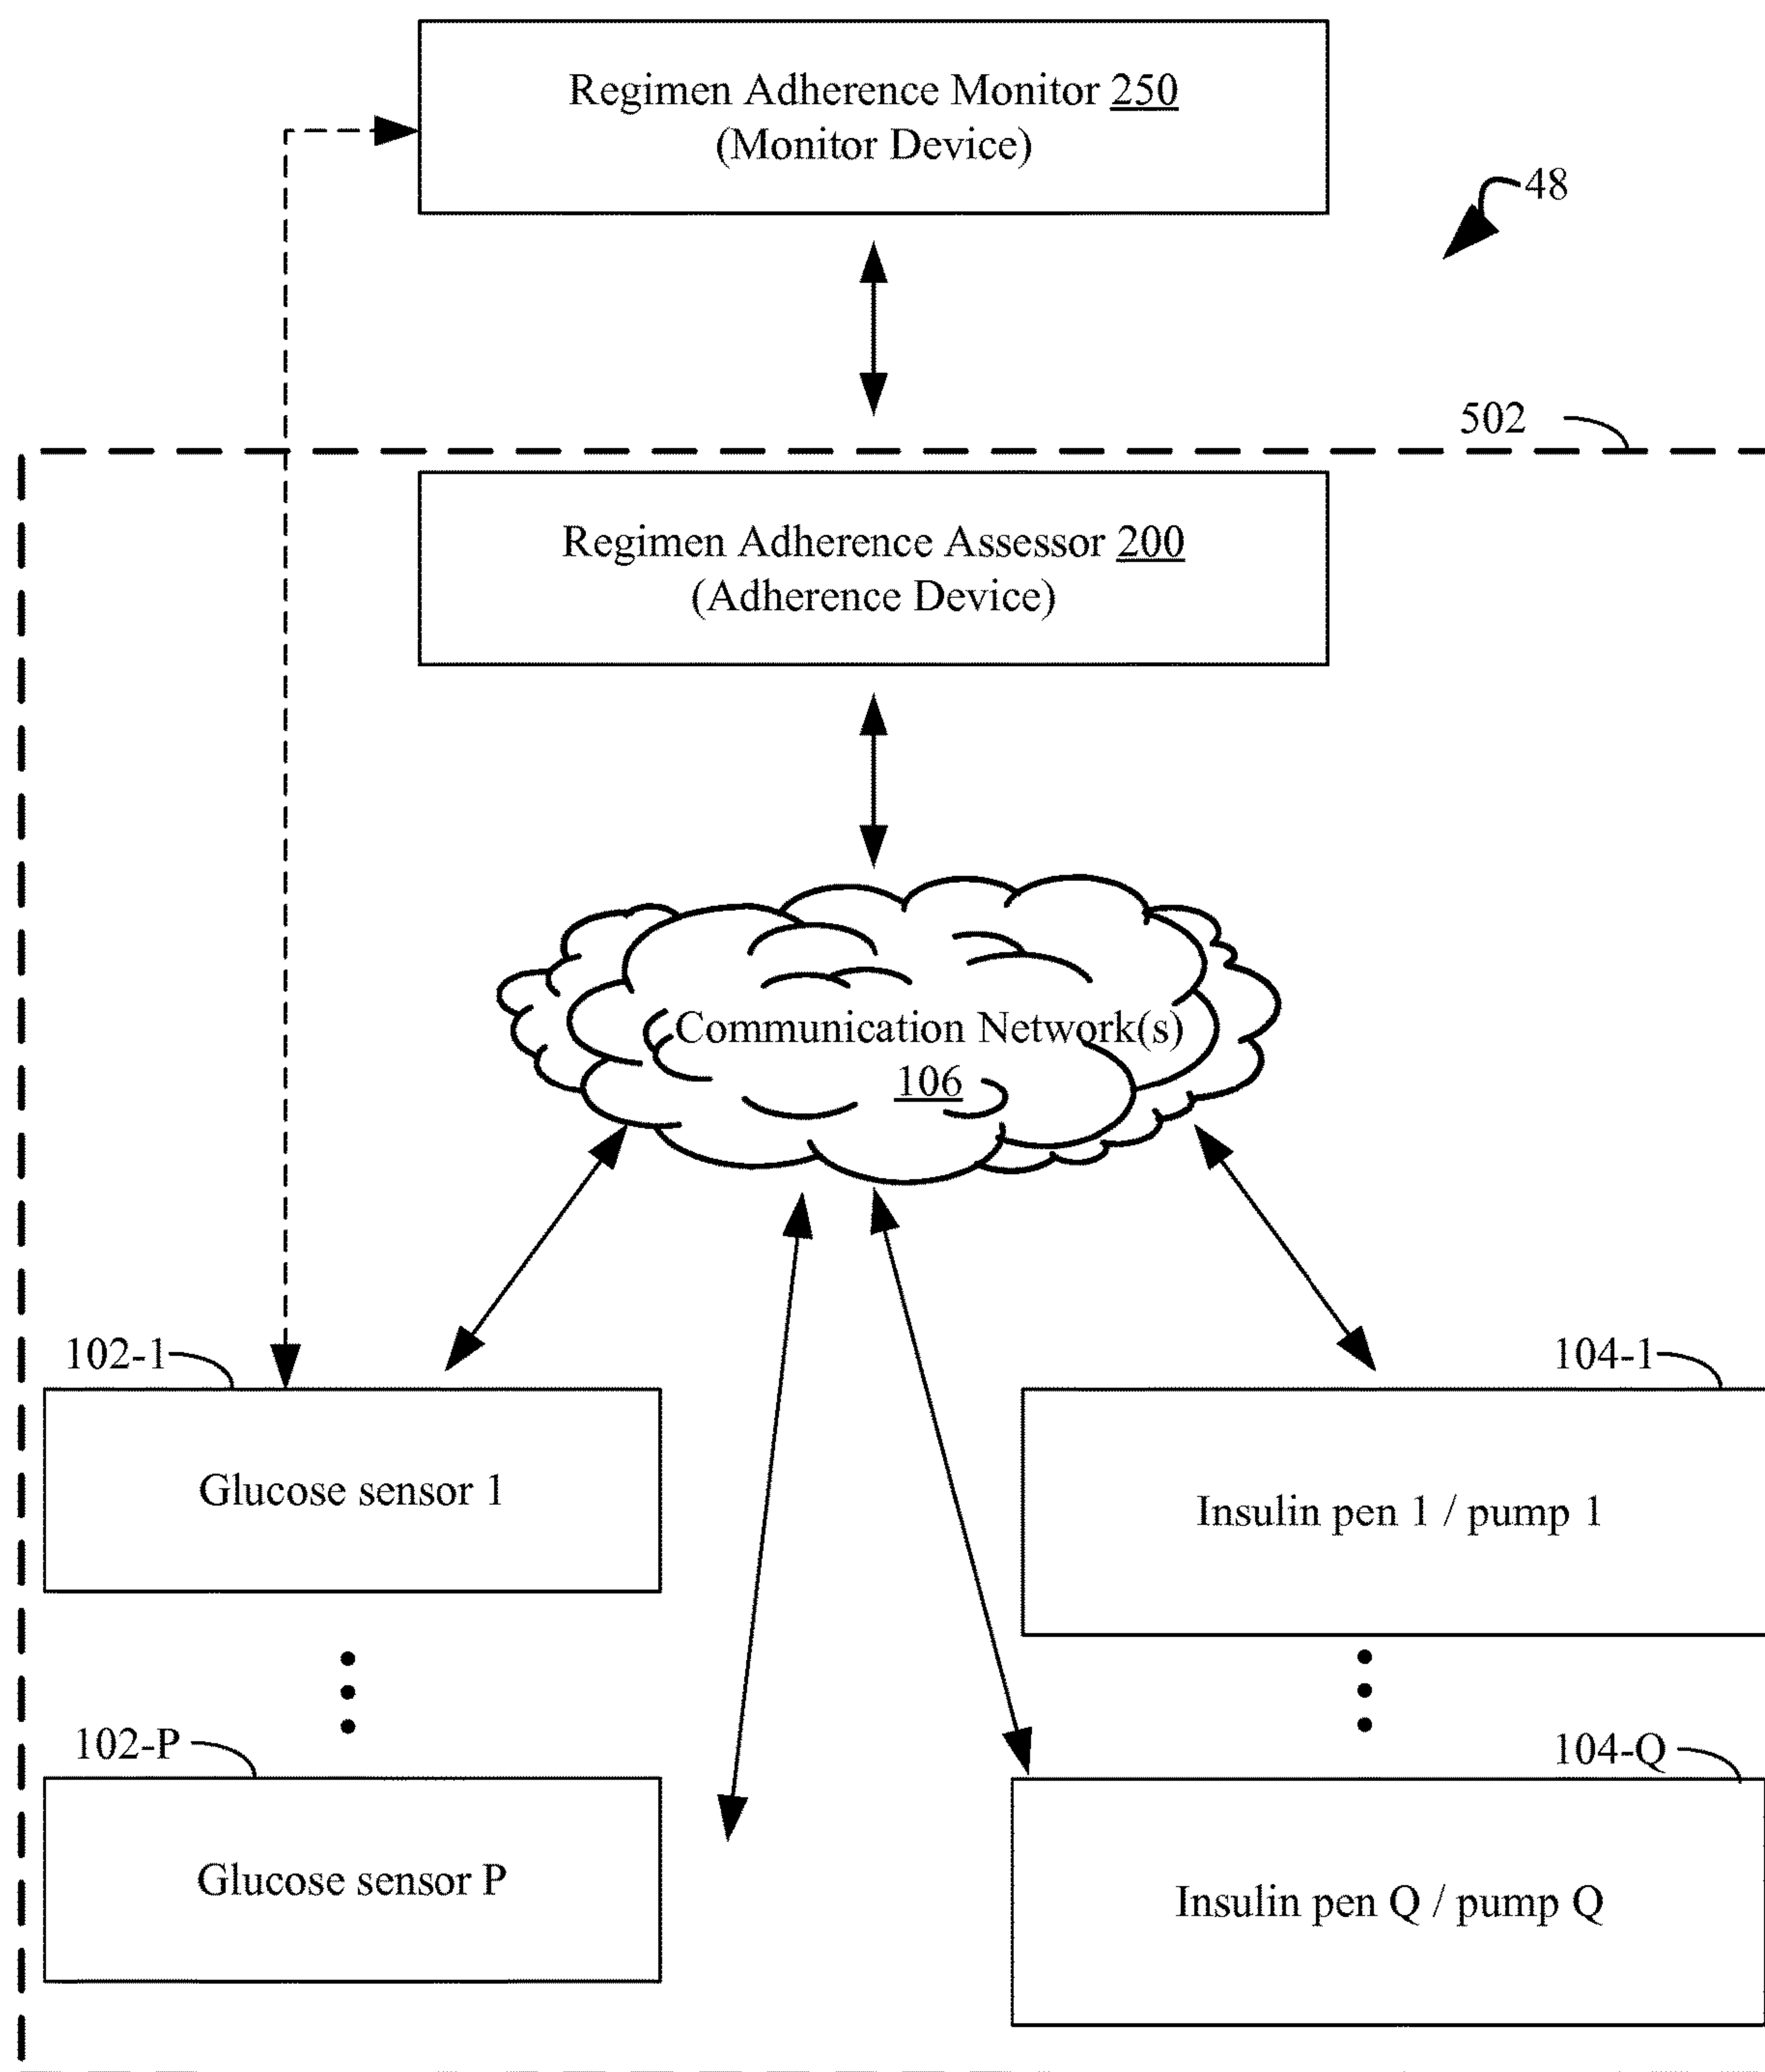 Regimen Adherence Monitor 250
(Monitor Device)
48
502
Regimen Adherence Assessor 200
(Adherence Device)
Communication Network(s)
106
102-1
104-1
Glucose sensor 1
Insulin pen 1 / pump 1
102-P
104-Q
Glucose sensor P
Insulin pen Q / pump Q